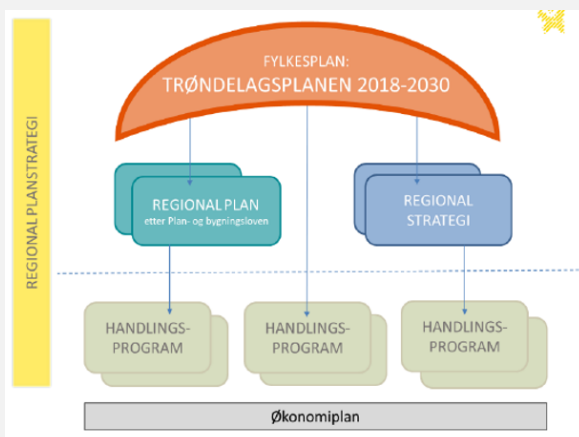 REGIONAL PLANSTRATEGI
FYLKESPLAN:
TRØNDELAGSPLANEN 2018-2030
REGIONAL PLAN
etter Plan- og bygningsloven
REGIONAL
STRATEGI
HANDLINGS-
PROGRAM
HANDLINGS-
PROGRAM
HANDLINGS-
PROGRAM
Økonomiplan